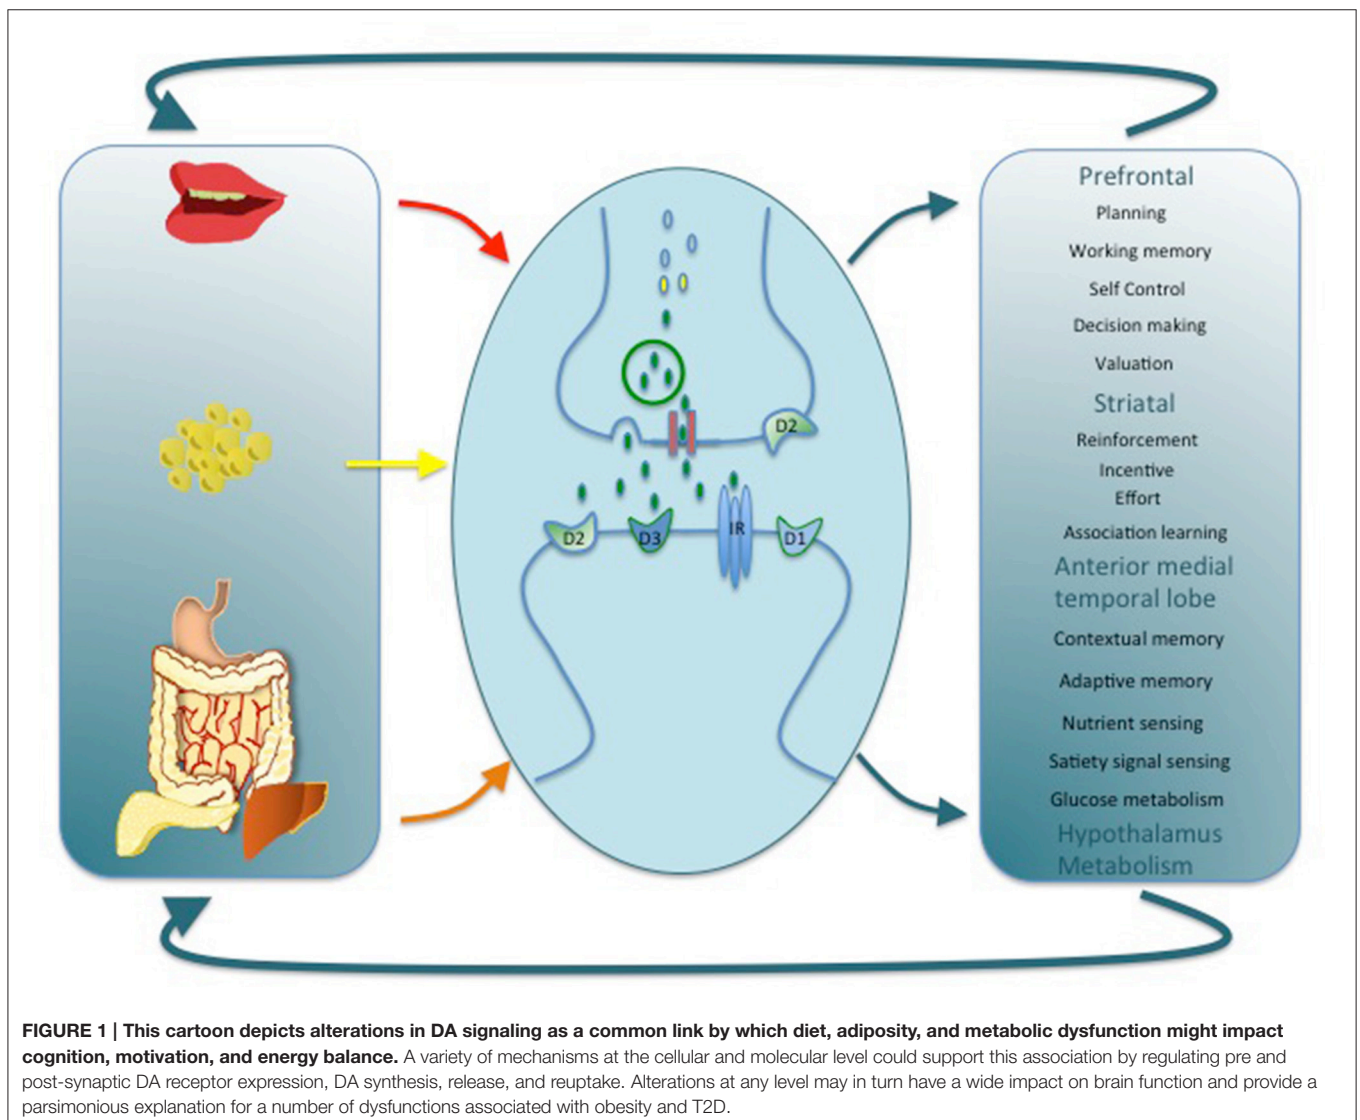 Prefrontal
Planning
Working memory
Self Control
Decision making
Valuation
Striatal
Reinforcement
Incentive
Effort
Association learning
Anterior medial
temporal lobe
Contextual memory
Adaptive memory
Nutrient sensing
Satiety signal sensing
Glucose metabolism
Hypothalamus
Metabolism
D2
D2
D3
IR
D1
FIGURE 1 | This cartoon depicts alterations in DA signaling as a common link by which diet, adiposity, and metabolic dysfunction might impact
cognition, motivation, and energy balance. A variety of mechanisms at the cellular and molecular level could support this association by regulating pre and
post-synaptic DA receptor expression, DA synthesis, release, and reuptake. Alterations at any level may in turn have a wide impact on brain function and provide a
parsimonious explanation for a number of dysfunctions associated with obesity and T2D.